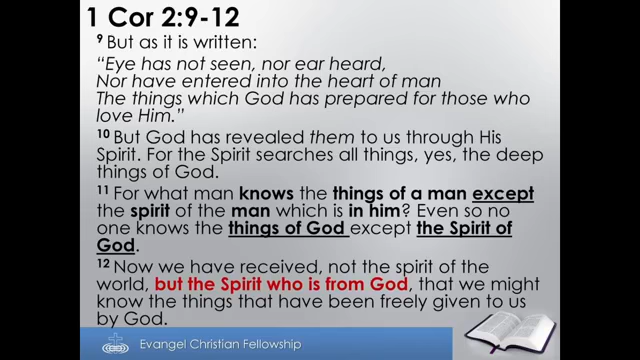 1 Cor 2:9-12
9 But as it is written:
“Eye has not seen, nor ear heard,
Nor have entered into the heart of man
The things which God has prepared for those who
love Him.”
10 But God has revealed them to us through His
Spirit. For the Spirit searches all things, yes, the deep
things of God.
11 For what man knows the things of a man except
the spirit of the man which is in him? Even so no
one knows the things of God except the Spirit of
God.
12 Now we have received, not the spirit of the
world, but the Spirit who is from God, that we might
know the things that have been freely given to us
by God.
Evangel Christian Fellowship